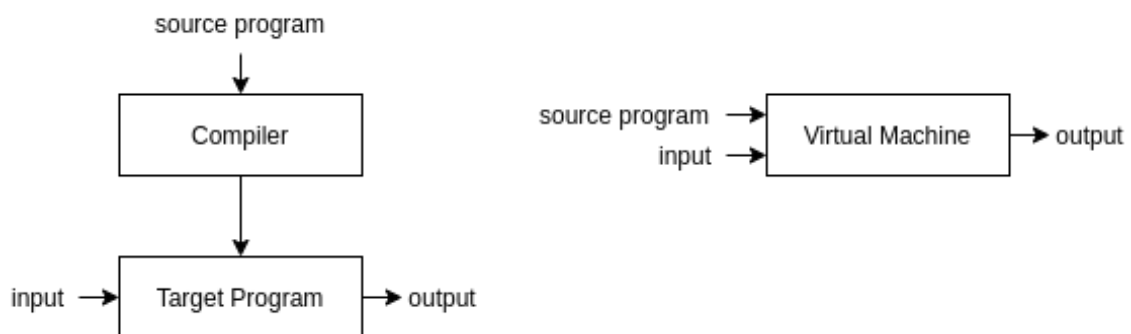 source program
Compiler
input
Target Program
output
source program
input
Virtual Machine
output